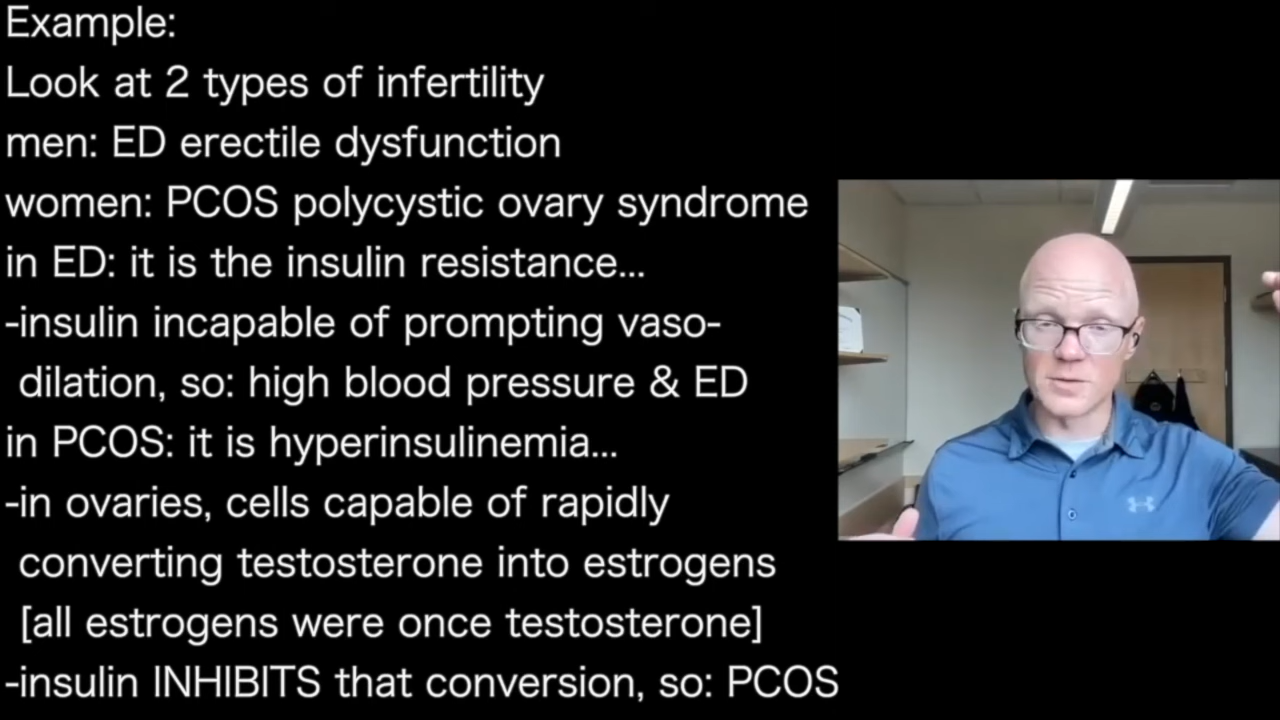 Example:
Look at 2 types of infertility
men: ED erectile dysfunction
women: PCOS polycystic ovary syndrome
in ED: it is the insulin resistance...
-insulin incapable of prompting vaso-
dilation, so: high blood pressure & ED
in PCOS: it is hyperinsulinemia...
-in ovaries, cells capable of rapidly
converting testosterone into estrogens
[all estrogens were once testosterone]
-insulin INHIBITS that conversion, so: PCOS